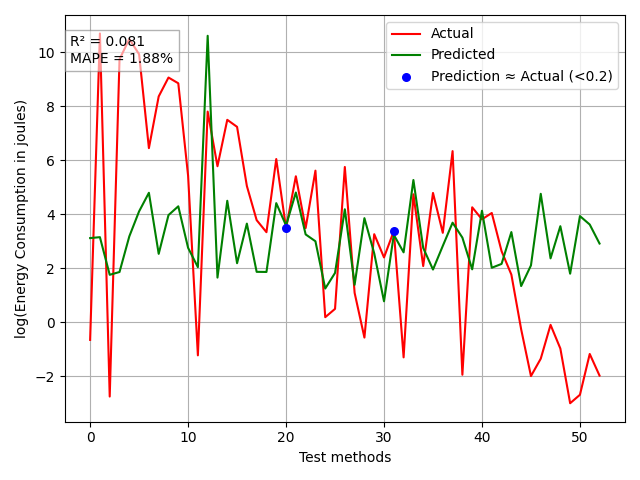 R² = 0.081
MAPE = 1.88%
Actual
Predicted
Prediction ≈ Actual (<0.2)
log(Energy Consumption in joules)
10
8
6
4
2
0
−2
0 10 20 30 40 50
Test methods